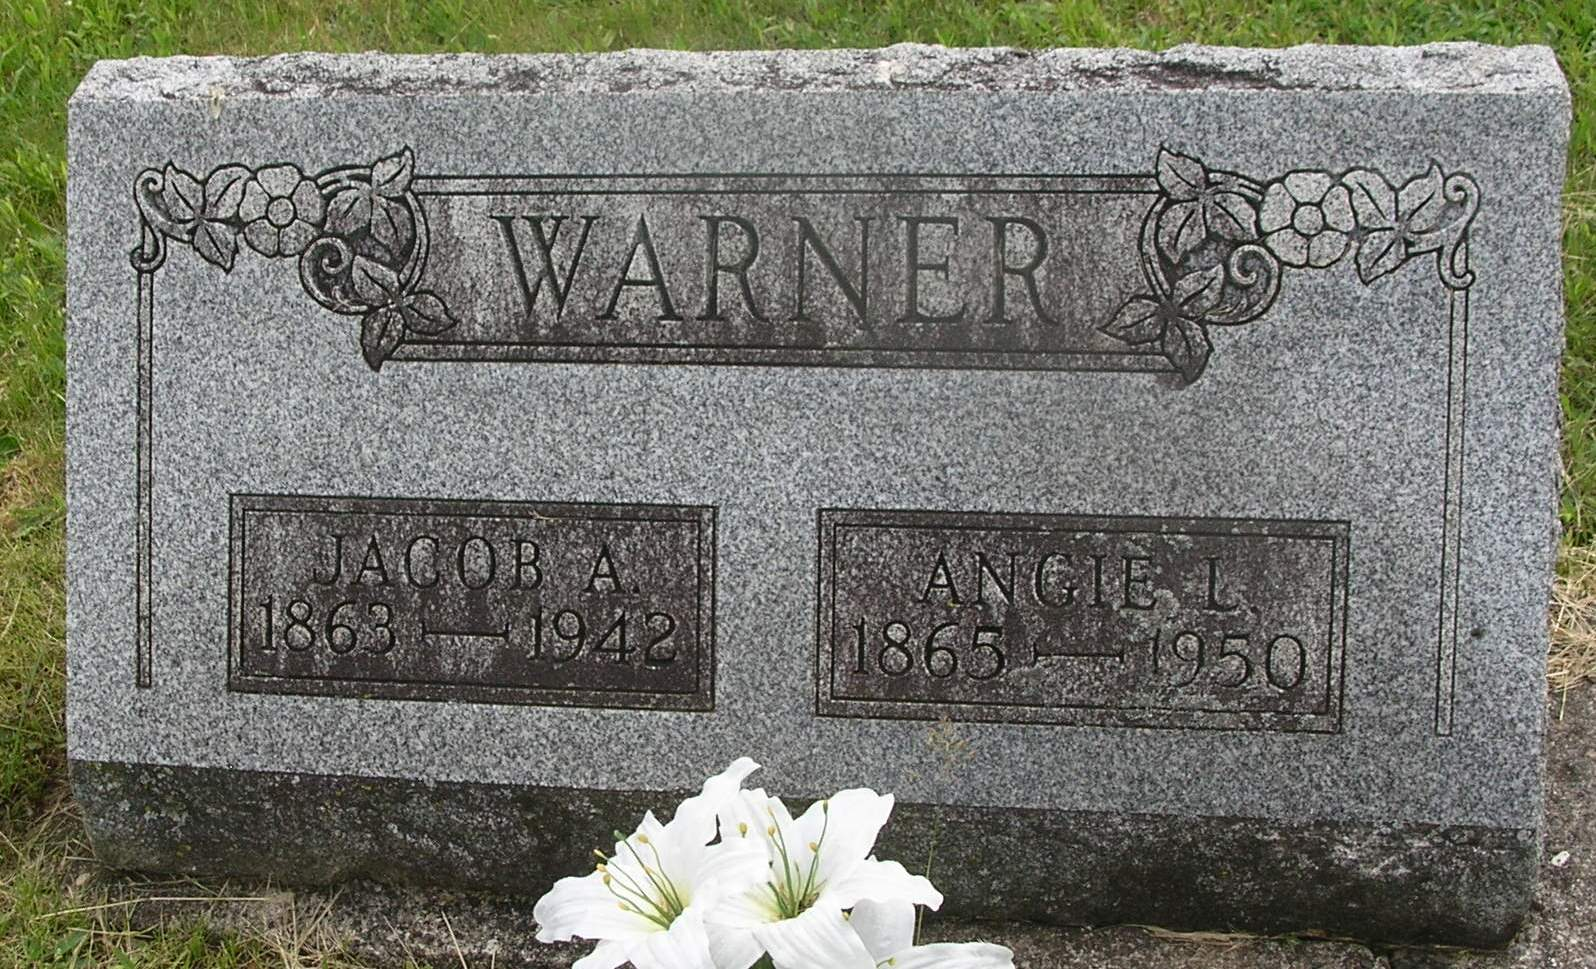 WARNER
JACOB A.
1863 — 1942
ANGIE L.
1865 — 1950